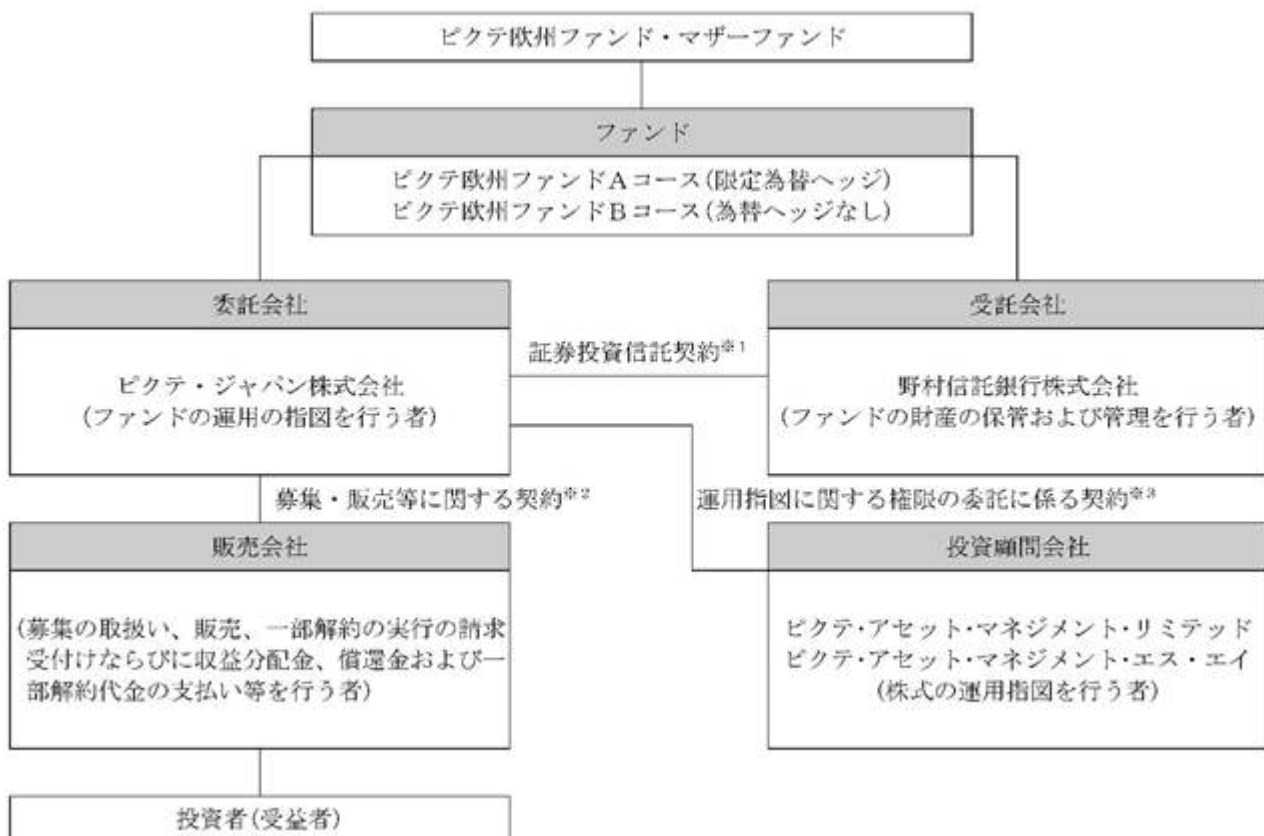 ピクテ欧州ファンド・マザーファンド
ファンド
ピクテ欧州ファンドAコース(限定為替ヘッジ)
ピクテ欧州ファンドBコース(為替ヘッジなし)
委託会社
ピクテ・ジャパン株式会社
(ファンドの運用の指図を行う者)
証券投資信託契約※1
受託会社
野村信託銀行株式会社
(ファンドの財産の保管および管理を行う者)
募集・販売等に関する契約※2
運用指図に関する権限の委託に係る契約※3
販売会社
(募集の取扱い、販売、一部解約の実行の請求
受付けならびに収益分配金、償還金および一
部解約代金の支払い等を行う者)
投資顧問会社
ピクテ・アセット・マネジメント・リミテッド
ピクテ・アセット・マネジメント・エス・エイ
(株式の運用指図を行う者)
投資者(受益者)